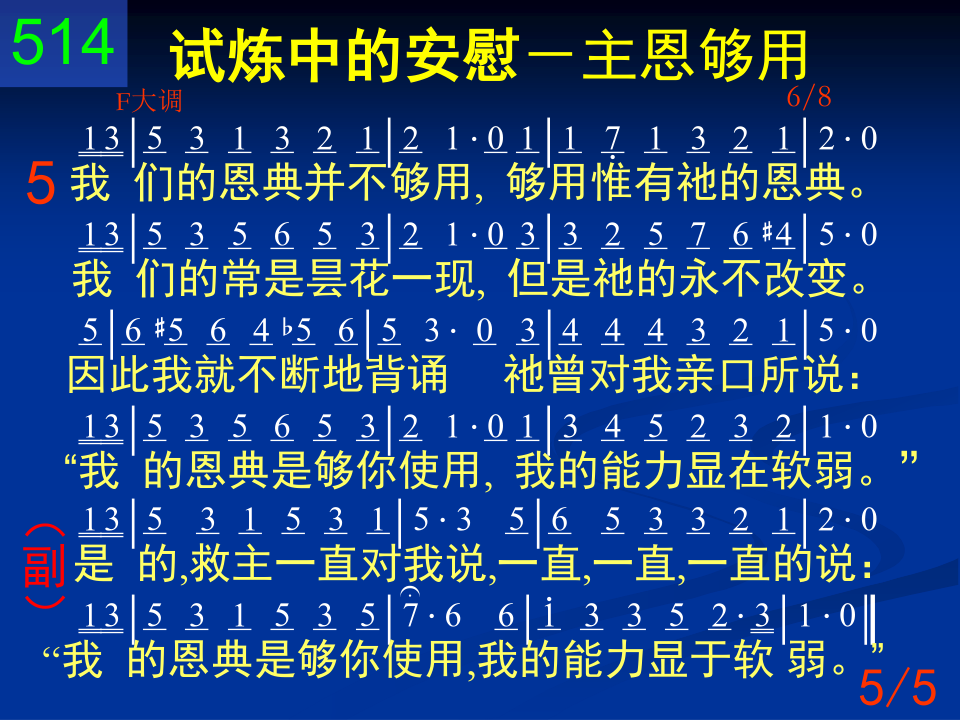 514 试炼中的安慰－主恩够用
F大调 6/8
1 3 | 5 3 1 3 2 1 | 2 1 · 0 1 | 1 7̣ 1 3 2 1 | 2 · 0
5 我 们的恩典并不够用, 够用惟有祂的恩典。
1 3 | 5 3 5 6 5 3 | 2 1 · 0 3 | 3 2 5 7 6 ♯4 | 5 · 0
我 们的常是昙花一现, 但是祂的永不改变。
5 | 6 ♯5 6 4 ♭5 6 | 5 3 · 0 3 | 4 4 4 3 2 1 | 5 · 0
因此我就不断地背诵 祂曾对我亲口所说：
1 3 | 5 3 5 6 5 3 | 2 1 · 0 1 | 3 4 5 2 3 2 | 1 · 0
“我 的恩典是够你使用, 我的能力显在软弱。”
1 3 | 5 3 1 5 3 1 | 5 · 3 5 | 6 5 3 3 2 1 | 2 · 0
（副） 是 的,救主一直对我说,一直,一直,一直的说：
1 3 | 5 3 1 5 3 5 | 7 · 6 6 | 1̇ 3 3 5 2 · 3 | 1 · 0 ‖
“我 的恩典是够你使用,我的能力显于软 弱。”
5/5